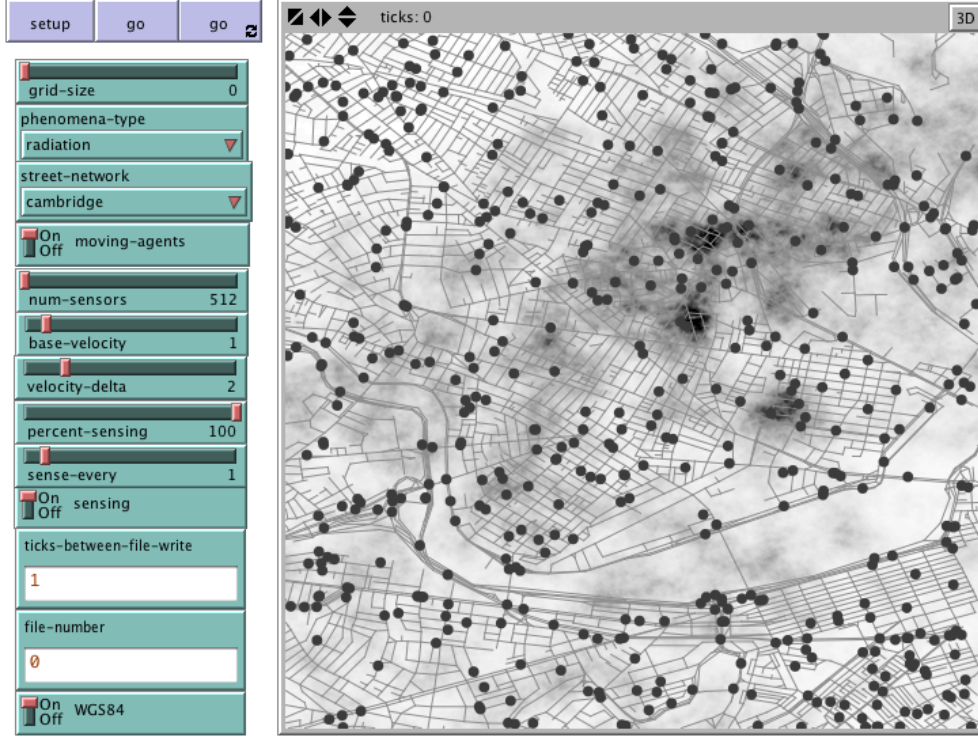 setup
go
go
ticks: 0
3D
grid-size 0
phenomena-type
radiation
street-network
cambridge
On
Off
moving-agents
num-sensors 512
base-velocity 1
velocity-delta 2
percent-sensing 100
sense-every 1
On
Off
sensing
ticks-between-file-write
1
file-number
0
On
Off
WGS84